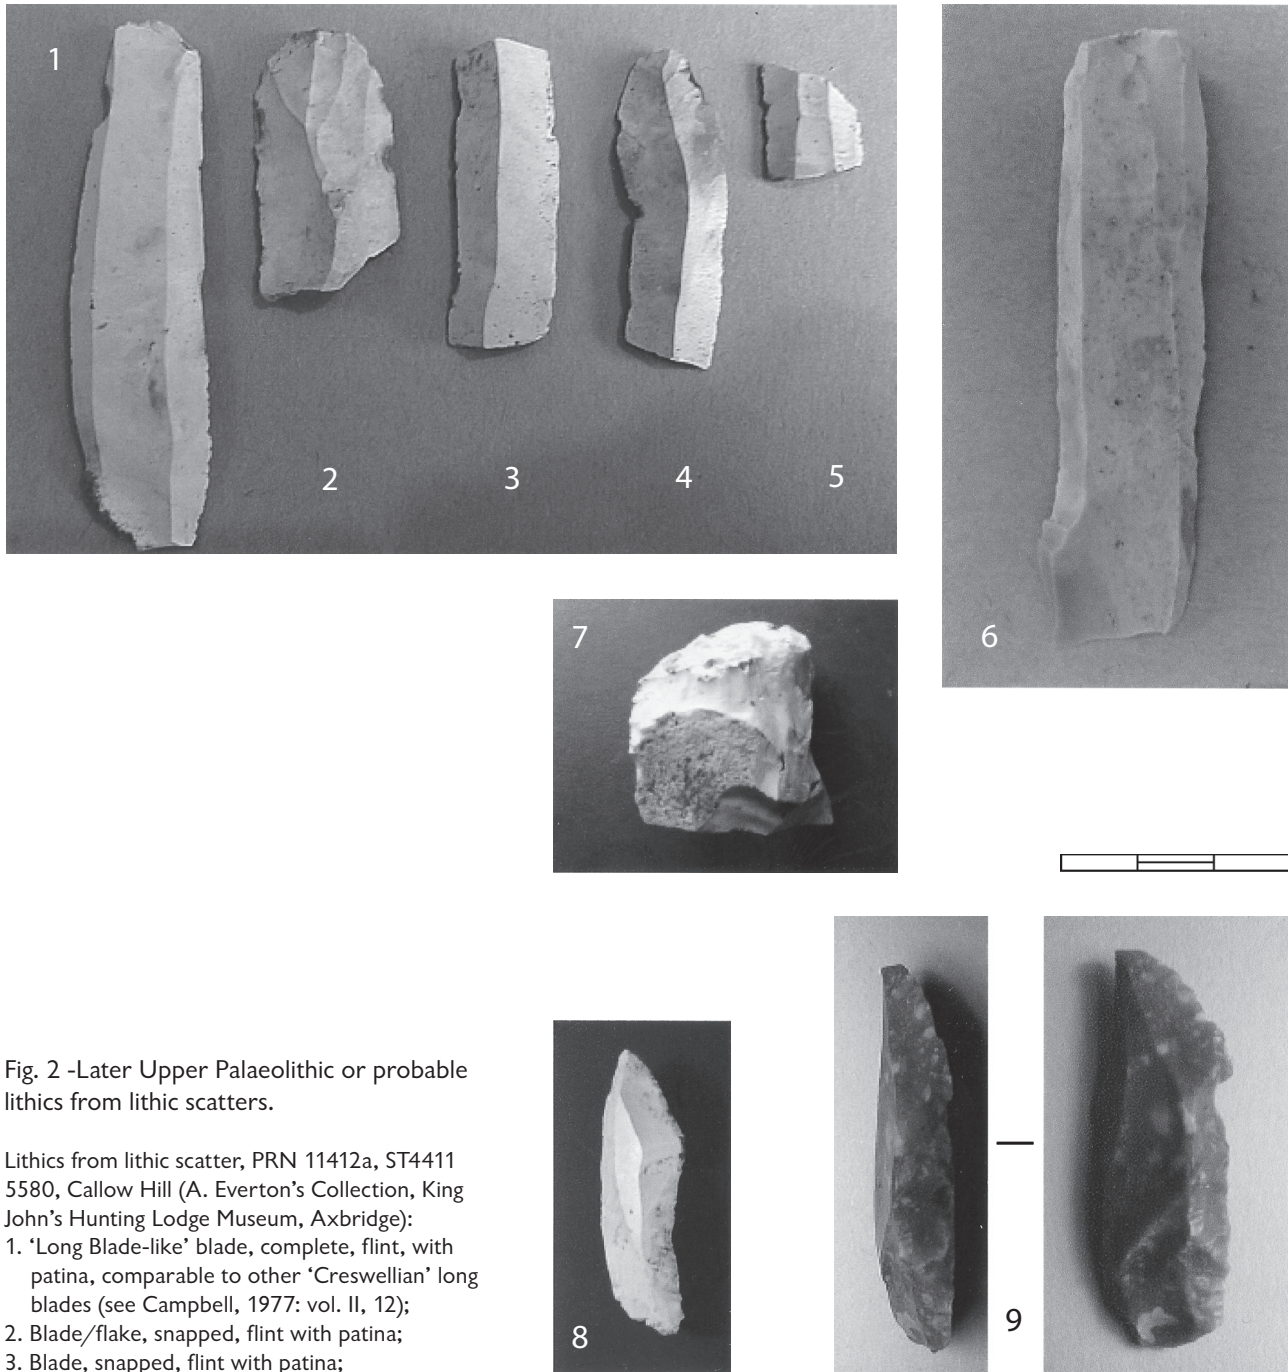 1
2
3
4
5
6
7
8
9
Fig. 2 -Later Upper Palaeolithic or probable
lithics from lithic scatters.
Lithics from lithic scatter, PRN 11412a, ST4411
5580, Callow Hill (A. Everton’s Collection, King
John’s Hunting Lodge Museum, Axbridge):
1. ‘Long Blade-like’ blade, complete, flint, with
patina, comparable to other ‘Creswellian’ long
blades (see Campbell, 1977: vol. II, 12);
2. Blade/flake, snapped, flint with patina;
3. Blade, snapped, flint with patina;